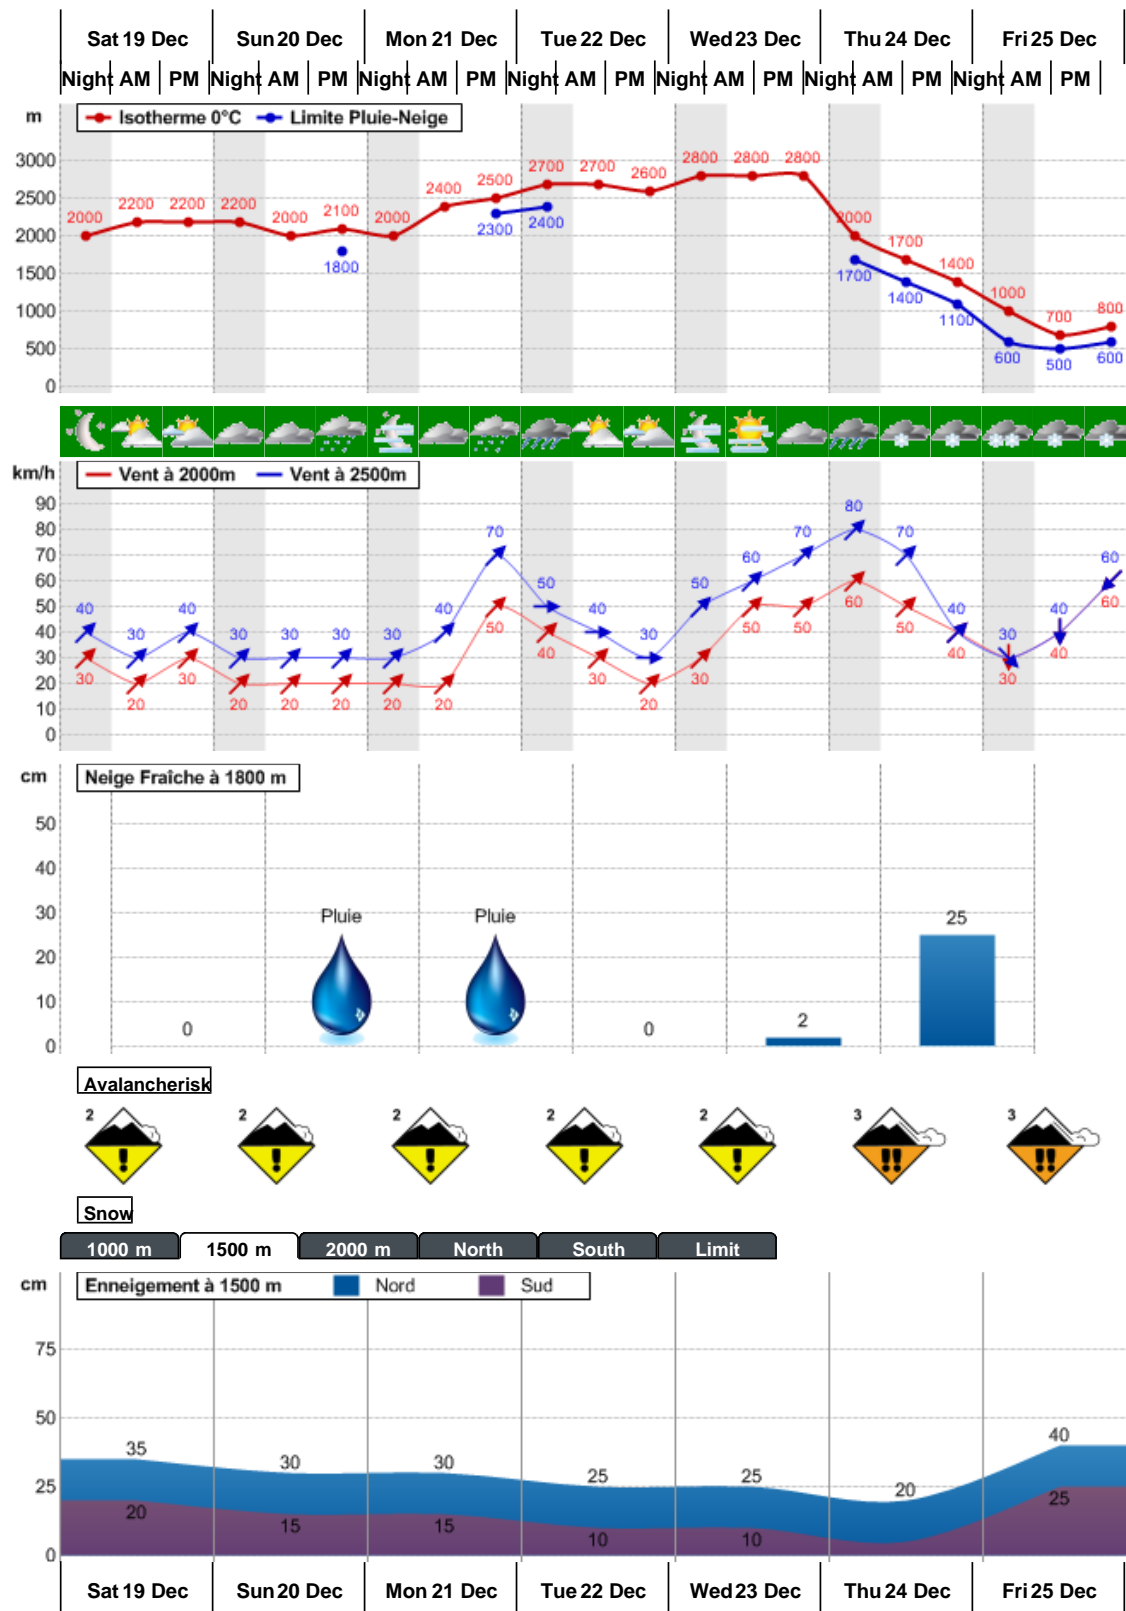 Sat 19 Dec Sun 20 Dec Mon 21 Dec Tue 22 Dec Wed 23 Dec Thu 24 Dec Fri 25 Dec
Night AM PM Night AM PM Night AM PM Night AM PM Night AM PM Night AM PM Night AM PM
m
Isotherme 0°C Limite Pluie-Neige
3000
2500
2000
1500
1000
500
0
2000 2200 2200 2200 2000 2100 2000 2400 2500 2700 2700 2600 2800 2800 2800 2000 1700 1400 1000 700 800
1800 2300 2400 1700 1400 1100 600 500 600
km/h
Vent à 2000m Vent à 2500m
90
80
70
60
50
40
30
20
10
0
40 30 40 30 30 30 30 40 70 50 40 30 50 60 70 80 70 40 30 40 60
30 20 30 20 20 20 20 20 50 40 30 20 30 50 50 60 50 40 30 40 60
cm
Neige Fraîche à 1800 m
50
40
30
20
10
0
0 Pluie Pluie 0 2 25
Avalancherisk
2 2 2 2 2 3 3
Snow
1000 m 1500 m 2000 m North South Limit
cm
Enneigement à 1500 m Nord Sud
75
50
25
0
35 30 30 25 25 20 40
20 15 15 10 10 25
Sat 19 Dec Sun 20 Dec Mon 21 Dec Tue 22 Dec Wed 23 Dec Thu 24 Dec Fri 25 Dec